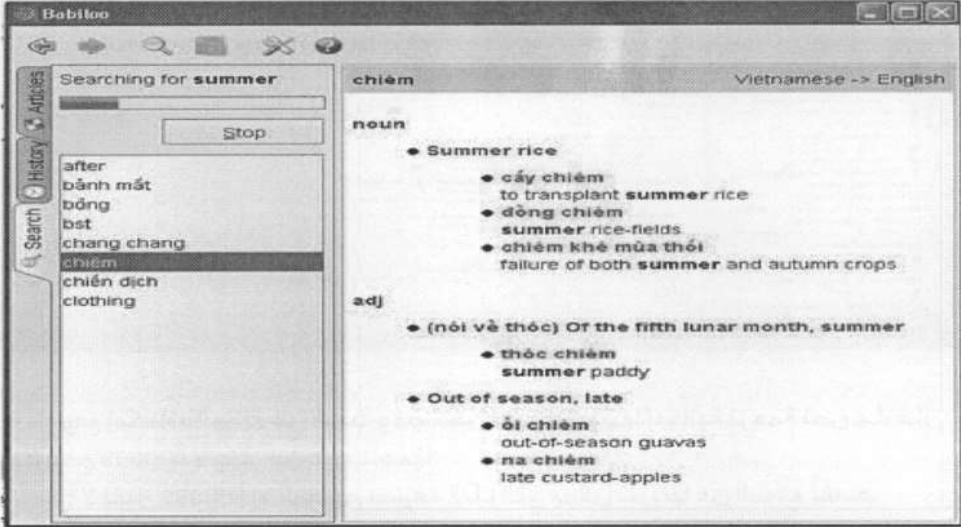 Babiloo
Articles
History
Search
Searching for summer
Stop
after
bảnh mắt
bst
chang chang
chiêm
chiến dịch
clothing
chiêm Vietnamese -> English
noun
• Summer rice
• cấy chiêm
to transplant summer rice
• đồng chiêm
summer rice-fields
• chiêm khê mùa thối
failure of both summer and autumn crops
adj
• (nói về thóc) Of the fifth lunar month, summer
• thóc chiêm
summer paddy
• Out of season, late
• ổi chiêm
out-of-season guavas
• na chiêm
late custard-apples